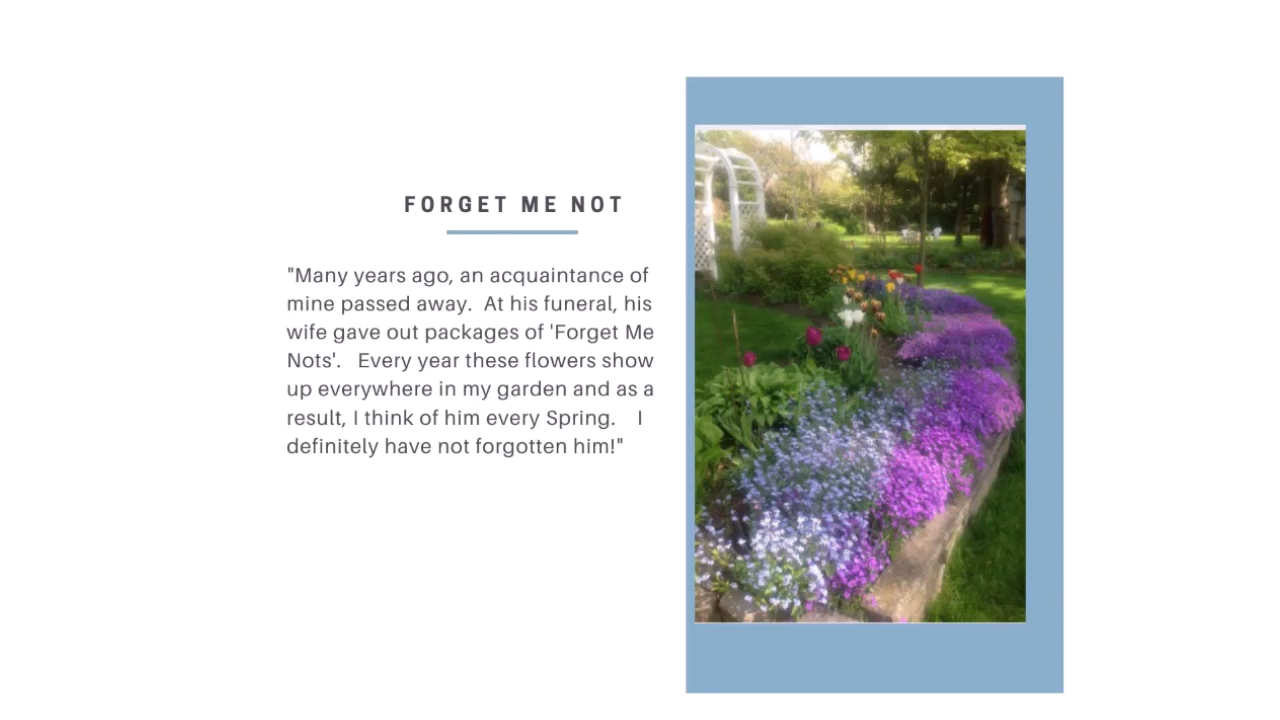 FORGET ME NOT
"Many years ago, an acquaintance of
mine passed away.  At his funeral, his
wife gave out packages of 'Forget Me
Nots'.   Every year these flowers show
up everywhere in my garden and as a
result, I think of him every Spring.    I
definitely have not forgotten him!"